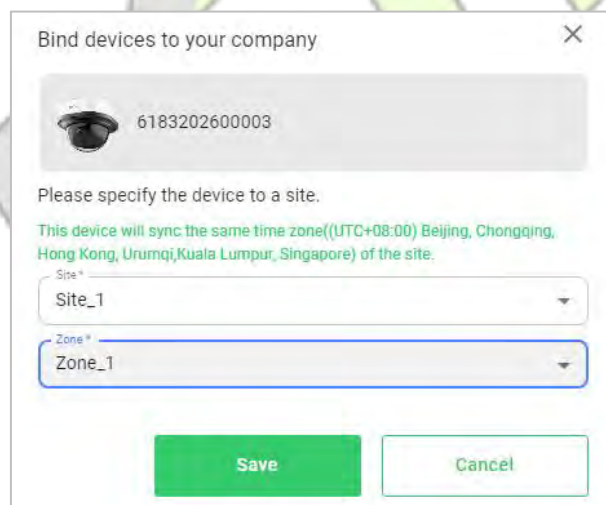 Bind devices to your company
6183202600003
Please specify the device to a site.
This device will sync the same time zone((UTC+08:00) Beijing, Chongqing,
Hong Kong, Urumqi,Kuala Lumpur, Singapore) of the site.
Site *
Site_1
Zone *
Zone_1
Save
Cancel